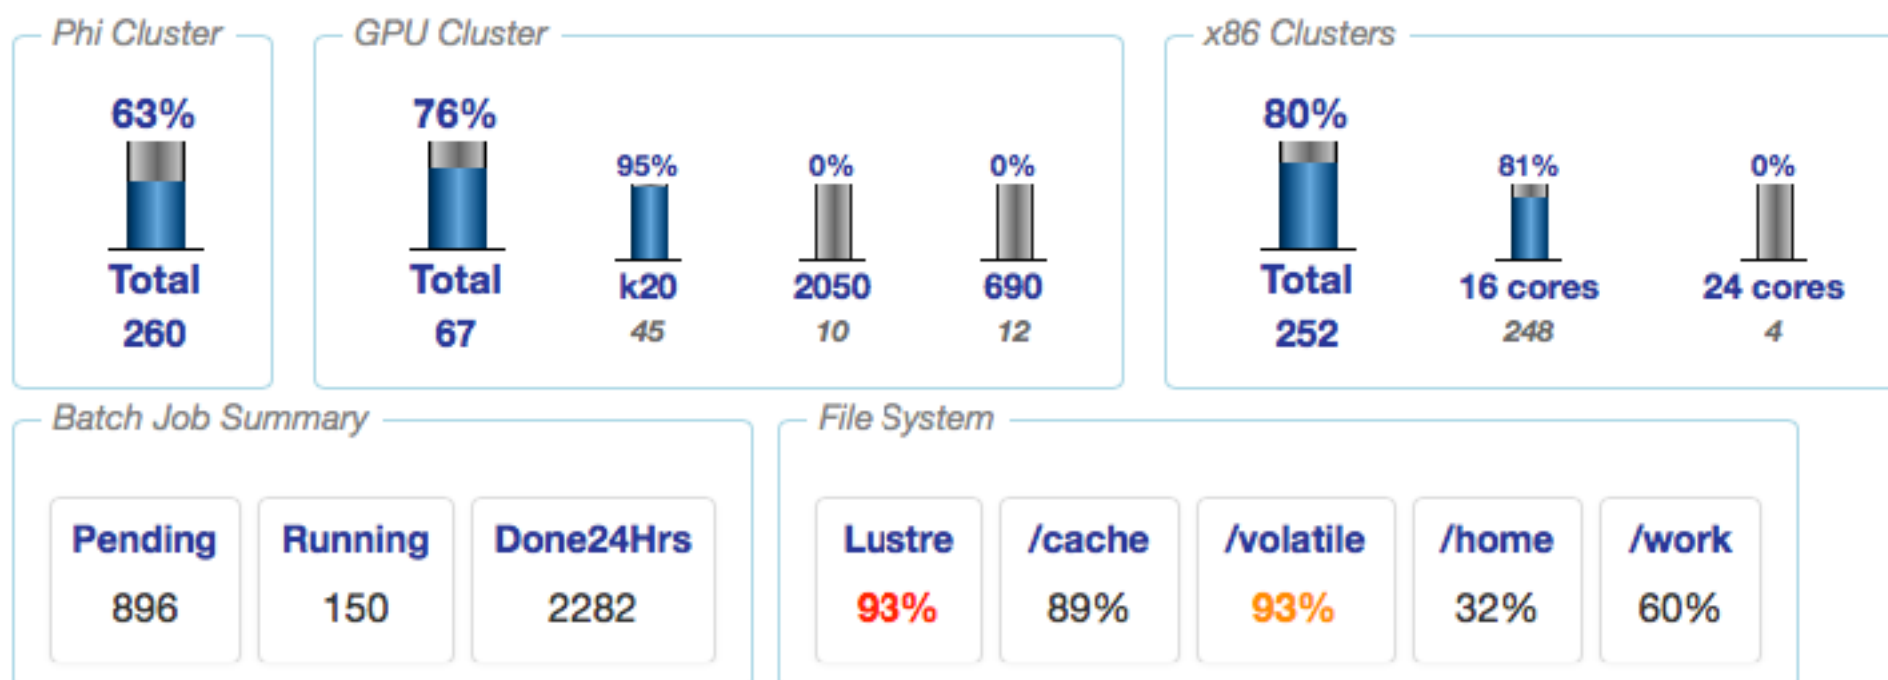 Phi Cluster
GPU Cluster
x86 Clusters
63%
76%
80%
95%
0%
0%
81%
0%
Total
Total
k20
2050
690
Total
16 cores
24 cores
260
67
45
10
12
252
248
4
Batch Job Summary
File System
Pending
Running
Done24Hrs
Lustre
/cache
/volatile
/home
/work
896
150
2282
93%
89%
93%
32%
60%